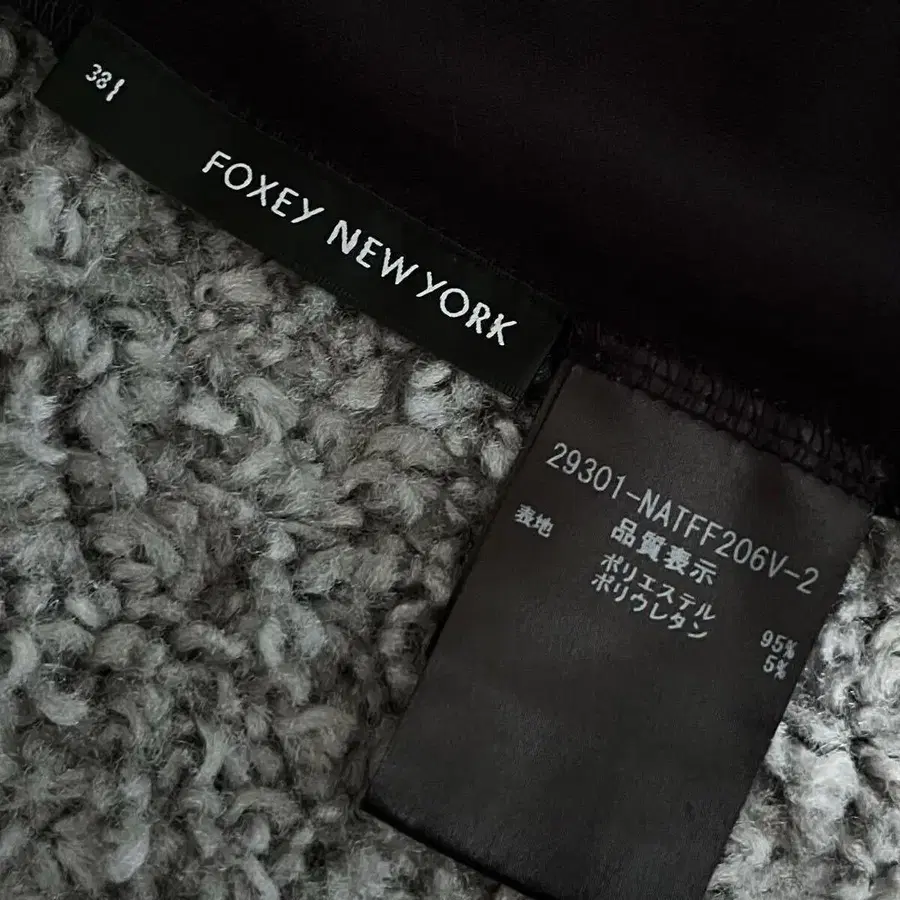 38
FOXEY NEW YORK
29301-NATFF206V-2
品質表示
表地
ポリエステル 95%
ポリウレタン 5%